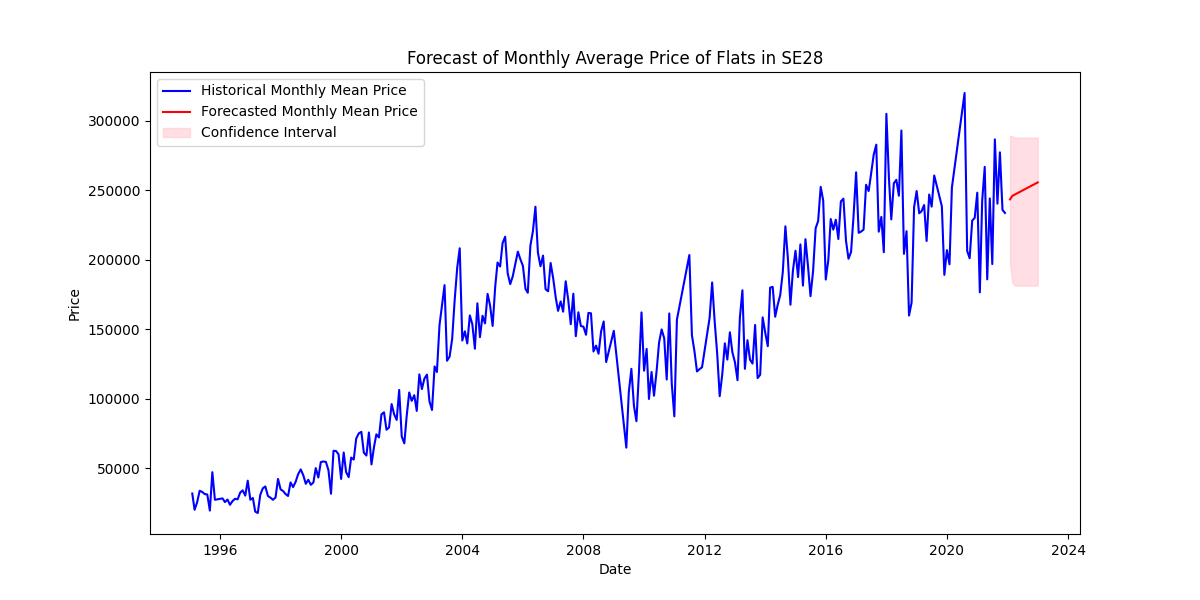 Forecast of Monthly Average Price of Flats in SE28
Historical Monthly Mean Price
Forecasted Monthly Mean Price
Confidence Interval
Price
300000
250000
200000
150000
100000
50000
1996 2000 2004 2008 2012 2016 2020 2024
Date